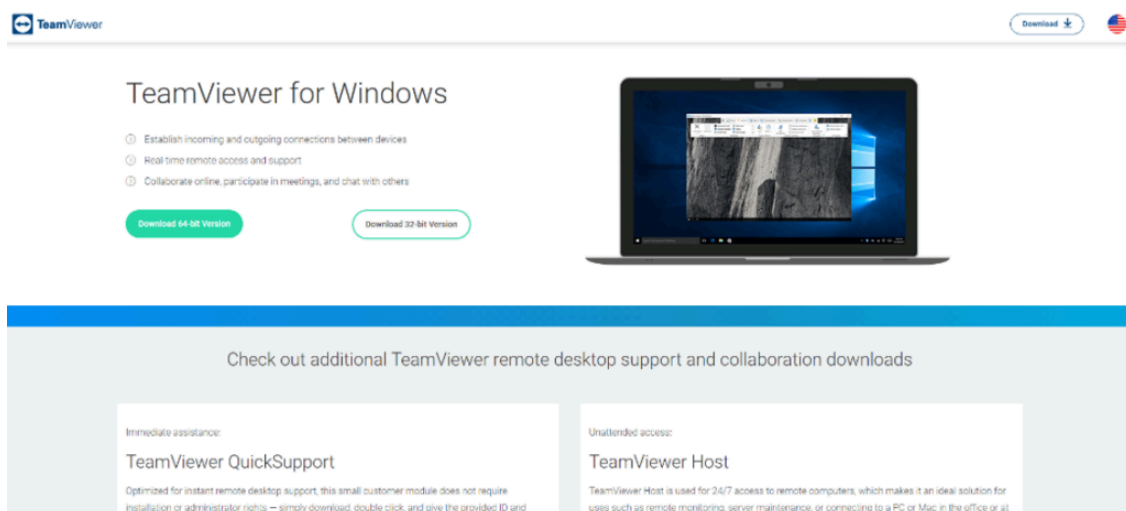 TeamViewer
Download
TeamViewer for Windows
Establish incoming and outgoing connections between devices
Real-time remote access and support
Collaborate online, participate in meetings, and chat with others
Download 64-bit Version
Download 32-bit Version
Check out additional TeamViewer remote desktop support and collaboration downloads
Immediate assistance:
TeamViewer QuickSupport
Optimized for instant remote desktop support, this small customer module does not require
installation or administrator rights — simply download, double click, and give the provided ID and
Unattended access:
TeamViewer Host
TeamViewer Host is used for 24/7 access to remote computers, which makes it an ideal solution for
uses such as remote monitoring, server maintenance, or connecting to a PC or Mac in the office or at